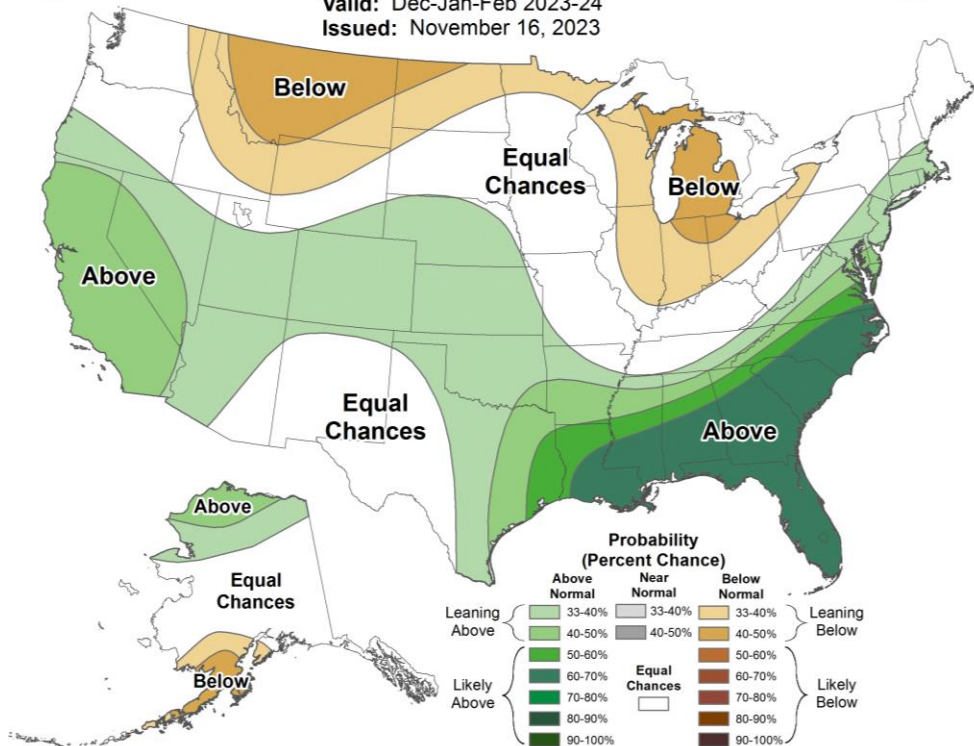 Valid: Dec-Jan-Feb 2023-24
Issued: November 16, 2023
Below
Equal
Chances
Below
Above
Equal
Chances
Above
Above
Equal
Chances
Below
Probability
(Percent Chance)
Above
Normal
Near
Normal
Below
Normal
Leaning
Above
33-40%
33-40%
33-40%
Leaning
Below
40-50%
40-50%
40-50%
Likely
Above
50-60%
50-60%
60-70%
Equal
Chances
60-70%
Likely
Below
70-80%
70-80%
80-90%
80-90%
90-100%
90-100%